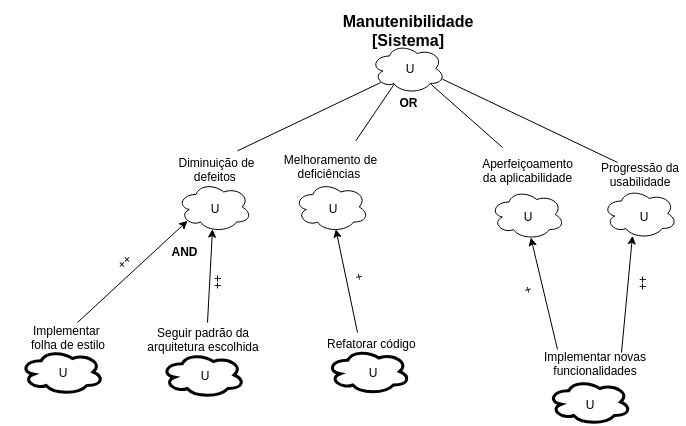 Manutenibilidade
[Sistema]
U
OR
Diminuição de
defeitos
U
Melhoramento de
deficiências
U
Aperfeiçoamento
da aplicabilidade
U
Progressão da
usabilidade
U
AND
++
++
+
+
++
Implementar
folha de estilo
U
Seguir padrão da
arquitetura escolhida
U
Refatorar código
U
Implementar novas
funcionalidades
U